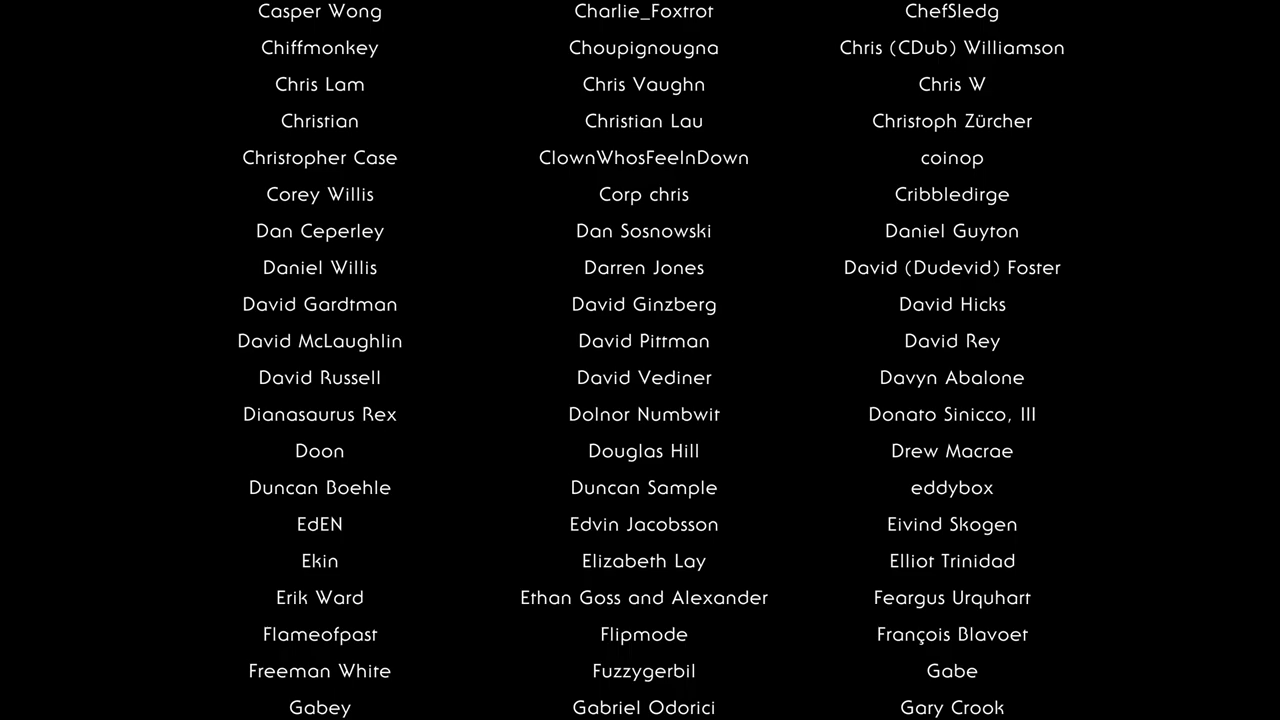 Casper Wong Charlie_Foxtrot ChefSledg
Chiffmonkey Choupignougna Chris (CDub) Williamson
Chris Lam Chris Vaughn Chris W
Christian Christian Lau Christoph Zürcher
Christopher Case ClownWhosFeelnDown coinop
Corey Willis Corp chris Cribbledirge
Dan Ceperley Dan Sosnowski Daniel Guyton
Daniel Willis Darren Jones David (Dudevid) Foster
David Gardtman David Ginzberg David Hicks
David McLaughlin David Pittman David Rey
David Russell David Vediner Davyn Abalone
Dianasaurus Rex Dolnor Numbwit Donato Sinicco, III
Doon Douglas Hill Drew Macrae
Duncan Boehle Duncan Sample eddybox
EdEN Edvin Jacobsson Eivind Skogen
Ekin Elizabeth Lay Elliot Trinidad
Erik Ward Ethan Goss and Alexander Feargus Urquhart
Flameofpast Flipmode François Blavoet
Freeman White Fuzzygerbil Gabe
Gabey Gabriel Odorici Gary Crook